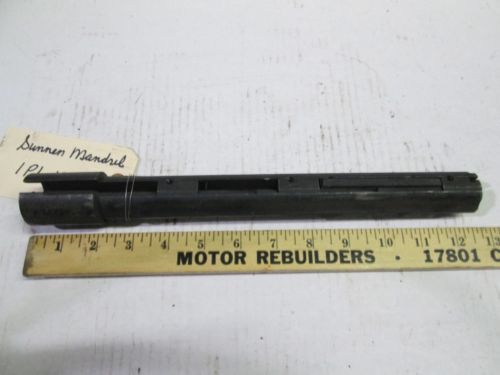 Sunnen Mandrel
1 2 3 4 5 6 7 8 9 10 11 12 13
MOTOR REBUILDERS • 17801 C